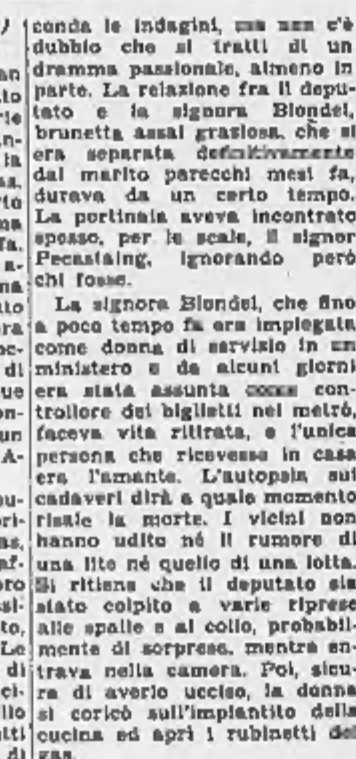 conda le indagini, ma non c'è
dubbio che si tratti di un
dramma passionale, almeno in
parte. La relazione fra il depu-
tato e la signora Blondel,
brunetta assai graziosa, che si
era separata definitivamente
dal marito parecchi mesi fa,
durava da un certo tempo.
La portinaia aveva incontrato
spesso, per le scale, il signor
Pecastaing, ignorando però
chi fosse.
La signora Blondel, che fino
a poco tempo fa era impiegata
come donna di servizio in un
ministero e da alcuni giorni
era stata assunta come con-
trollore dei biglietti nel metrò,
faceva vita ritirata, e l'unica
persona che ricevesse in casa
era l'amante. L'autopsia sui
cadaveri dirà a quale momento
risale la morte. I vicini non
hanno udito né il rumore di
una lite né quello di una lotta.
Si ritiene che il deputato sia
stato colpito a varie riprese
alle spalle e al collo, probabil-
mente di sorpresa, mentre en-
trava nella camera. Poi, sicu-
ra di averlo ucciso, la donna
si coricò sull'impiantito della
cucina ed aprì i rubinetti del
gas.